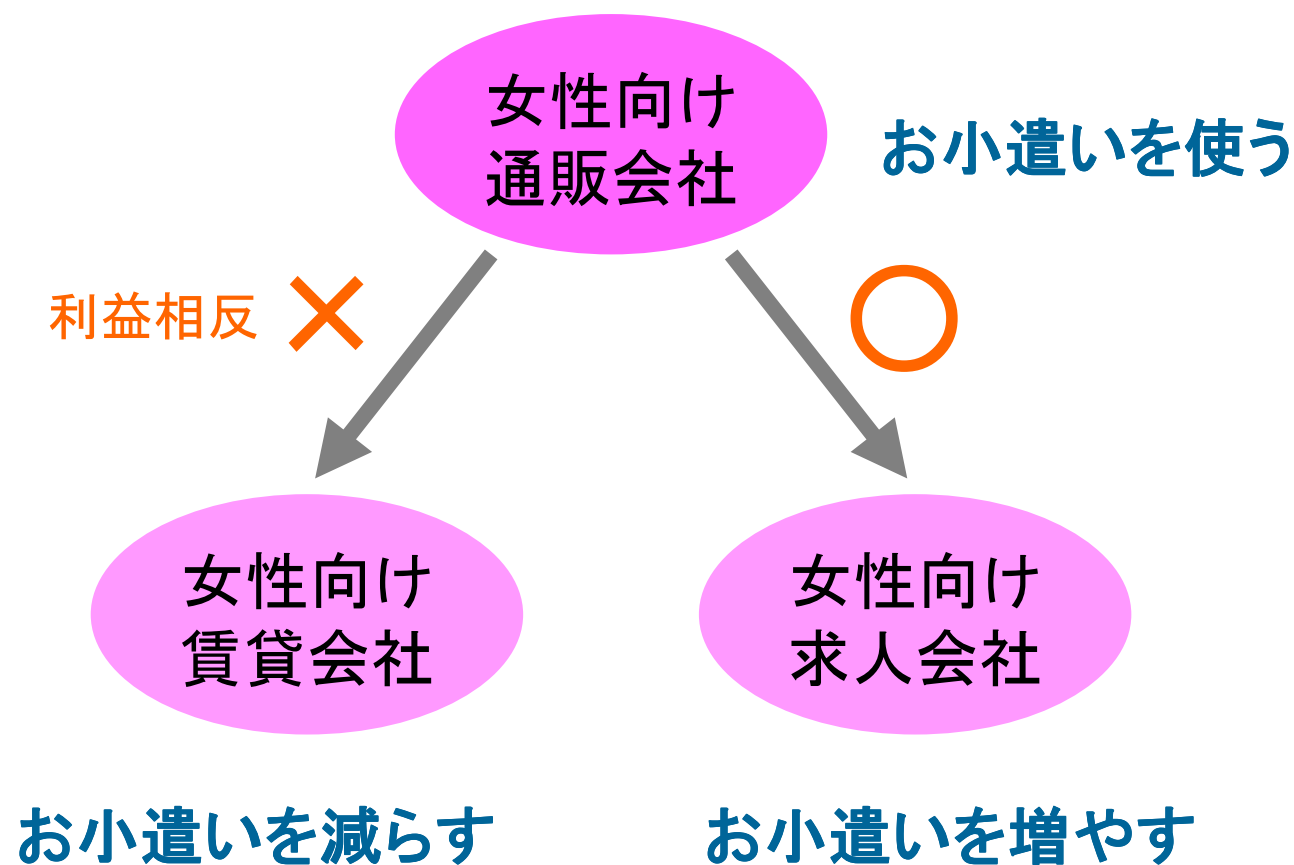 女性向け
通販会社
お小遣いを使う
利益相反
女性向け
賃貸会社
女性向け
求人会社
お小遣いを減らす
お小遣いを増やす